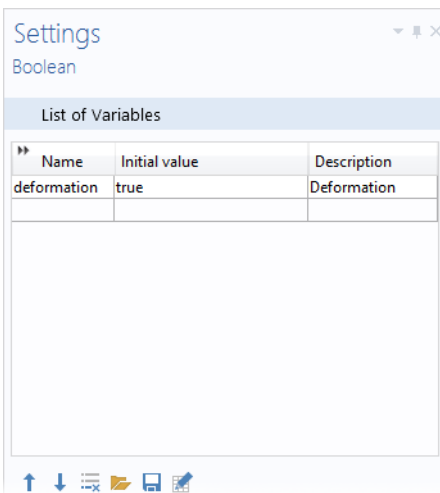 Settings
Boolean
List of Variables
Name Initial value Description
deformation true Deformation